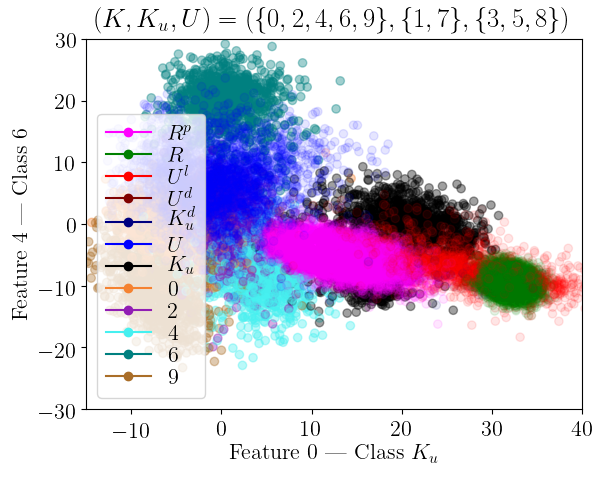 (K, K_u, U) = ({0, 2, 4, 6, 9}, {1, 7}, {3, 5, 8})
30
20
10
0
−10
−20
−30
Feature 4 — Class 6
R^p
R
U^l
U^d
K_u^d
U
K_u
0
2
4
6
9
−10
0
10
20
30
40
Feature 0 — Class K_u